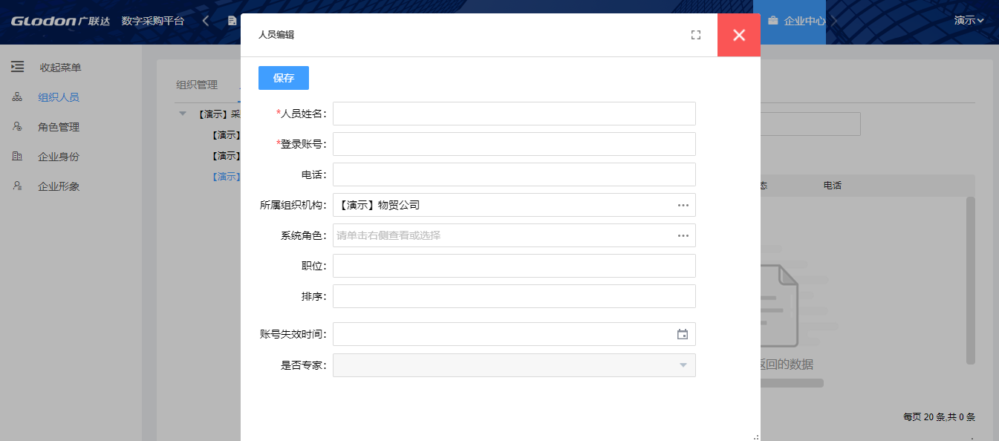 GLodon广联达 数字采购平台
企业中心
演示
人员编辑
收起菜单
组织人员
角色管理
企业身份
企业形象
组织管理
【演示】采
【演示】
【演示】
【演示】
保存
*人员姓名:
*登录账号:
电话:
所属组织机构: 【演示】物贸公司
系统角色: 请单击右侧查看或选择
职位:
排序:
账号失效时间:
是否专家:
态 电话
返回的数据
每页 20 条,共 0 条